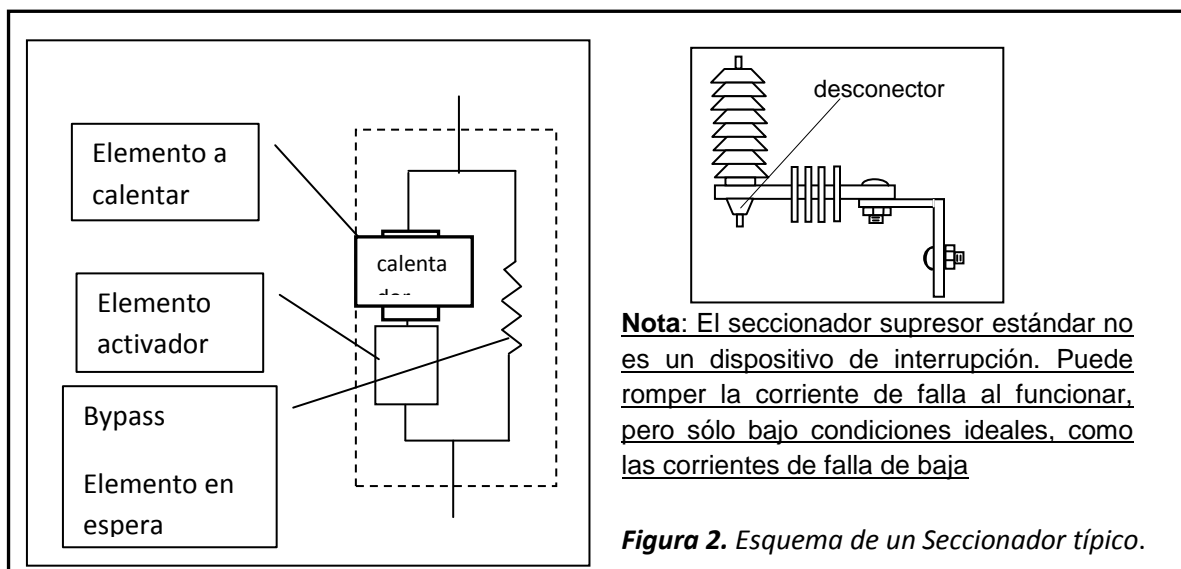 Elemento a
calentar
calenta
Elemento
activador
Bypass
Elemento en
espera
desconector
Nota: El seccionador supresor estándar no
es un dispositivo de interrupción. Puede
romper la corriente de falla al funcionar,
pero sólo bajo condiciones ideales, como
las corrientes de falla de baja
Figura 2. Esquema de un Seccionador típico.